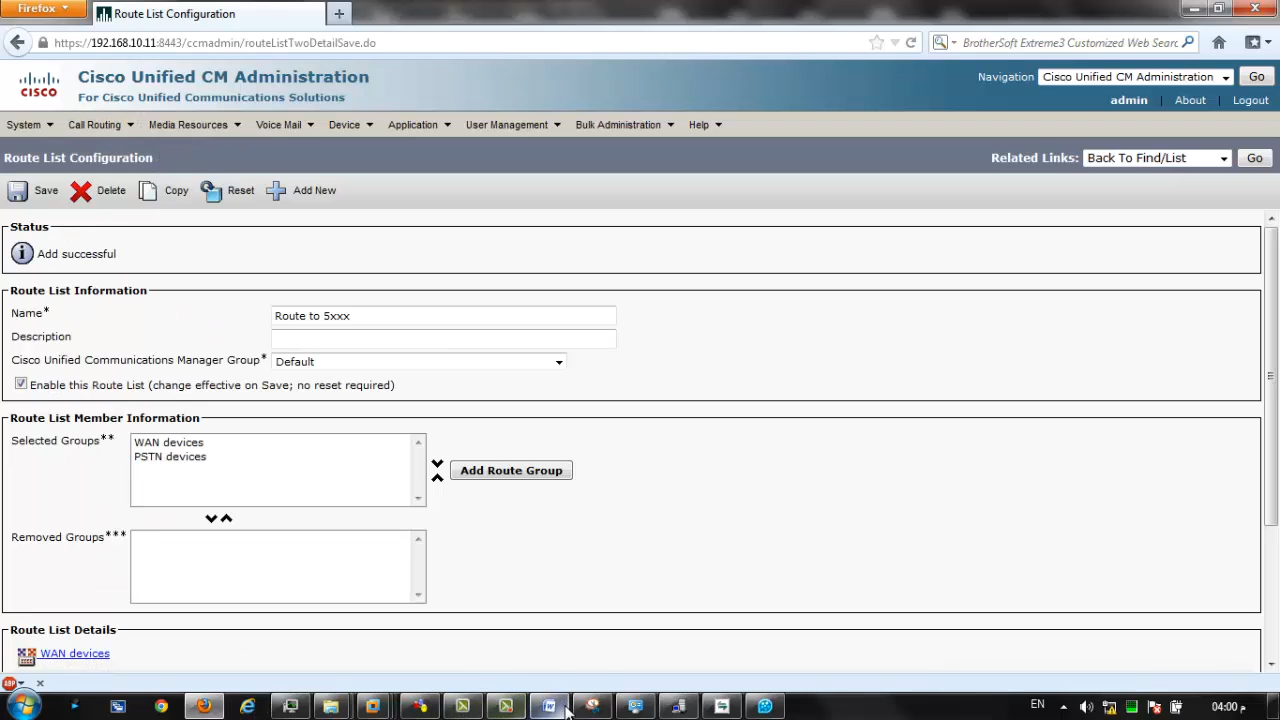 Firefox
Route List Configuration
https://192.168.10.11:8443/ccmadmin/routeListTwoDetailSave.do
BrotherSoft Extreme3 Customized Web Searc
CISCO
Cisco Unified CM Administration
For Cisco Unified Communications Solutions
Navigation Cisco Unified CM Administration Go
admin | About | Logout
System Call Routing Media Resources Voice Mail Device Application User Management Bulk Administration Help
Route List Configuration
Related Links: Back To Find/List Go
Save Delete Copy Reset Add New
Status
Add successful
Route List Information
Name* Route to 5xxx
Description
Cisco Unified Communications Manager Group* Default
Enable this Route List (change effective on Save; no reset required)
Route List Member Information
Selected Groups** WAN devices
PSTN devices
Add Route Group
Removed Groups***
Route List Details
WAN devices
ABP
EN 04:00 م